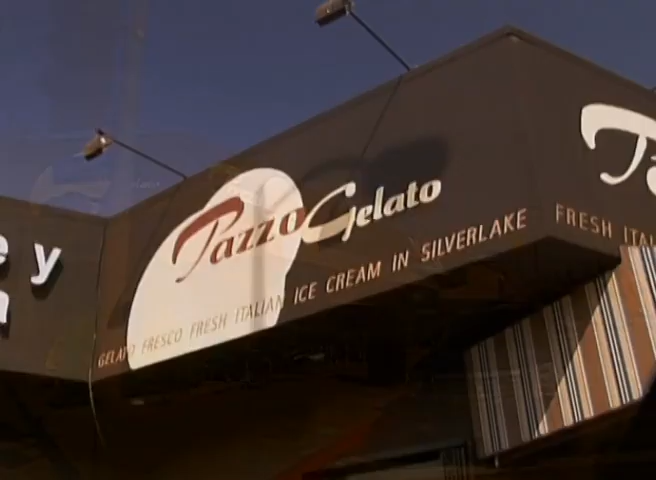 Pazzo Gelato
GELATO FRESCO FRESH ITALIAN ICE CREAM IN SILVERLAKE
FRESH ITAL
y